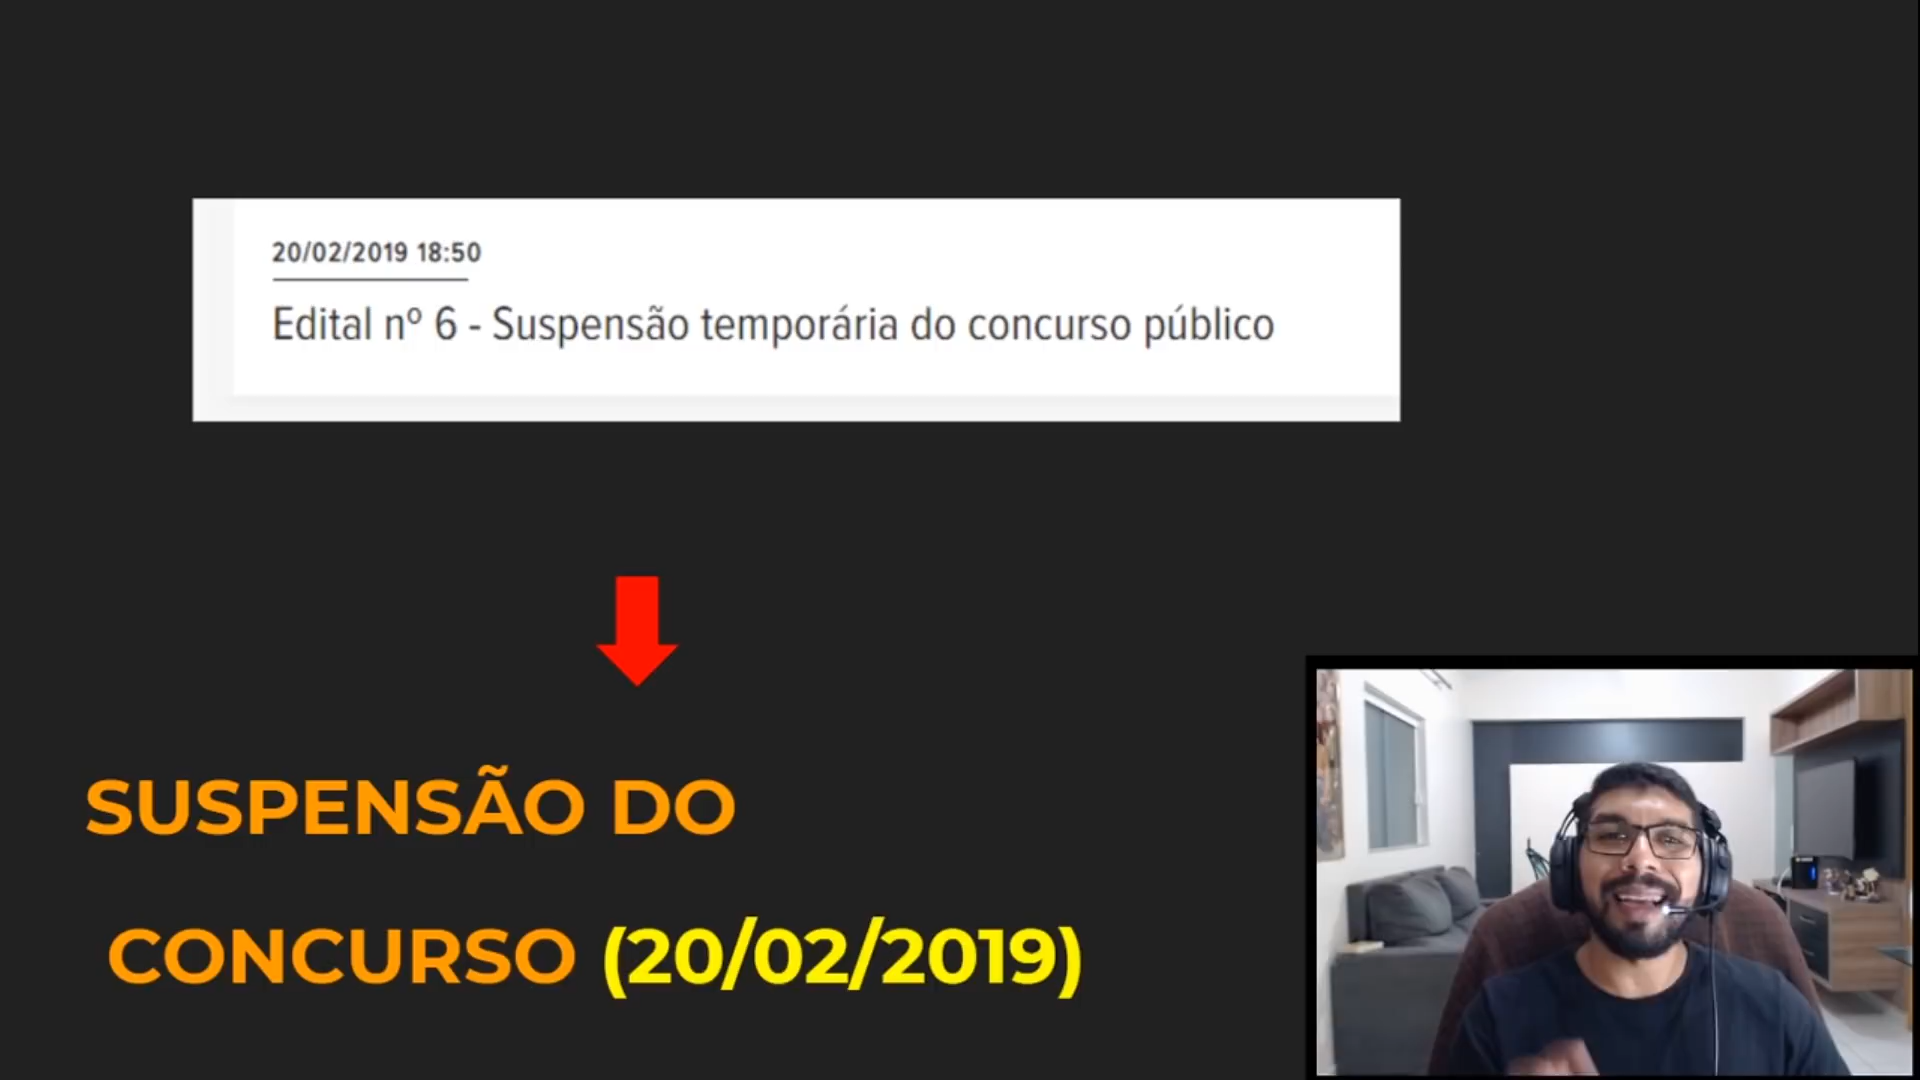 20/02/2019 18:50
Edital nº 6 - Suspensão temporária do concurso público
SUSPENSÃO DO
CONCURSO (20/02/2019)